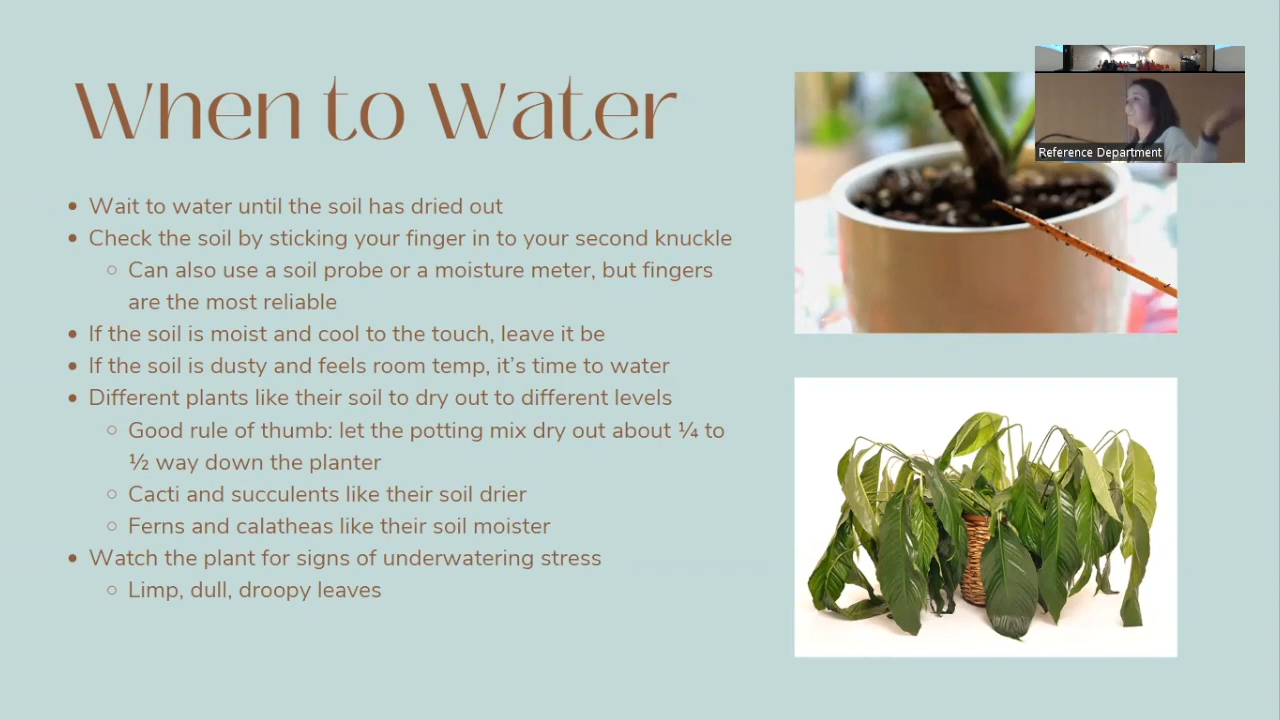 When to Water
Wait to water until the soil has dried out
Check the soil by sticking your finger in to your second knuckle
Can also use a soil probe or a moisture meter, but fingers
are the most reliable
If the soil is moist and cool to the touch, leave it be
If the soil is dusty and feels room temp, it's time to water
Different plants like their soil to dry out to different levels
Good rule of thumb: let the potting mix dry out about ¼ to
½ way down the planter
Cacti and succulents like their soil drier
Ferns and calatheas like their soil moister
Watch the plant for signs of underwatering stress
Limp, dull, droopy leaves
Reference Department